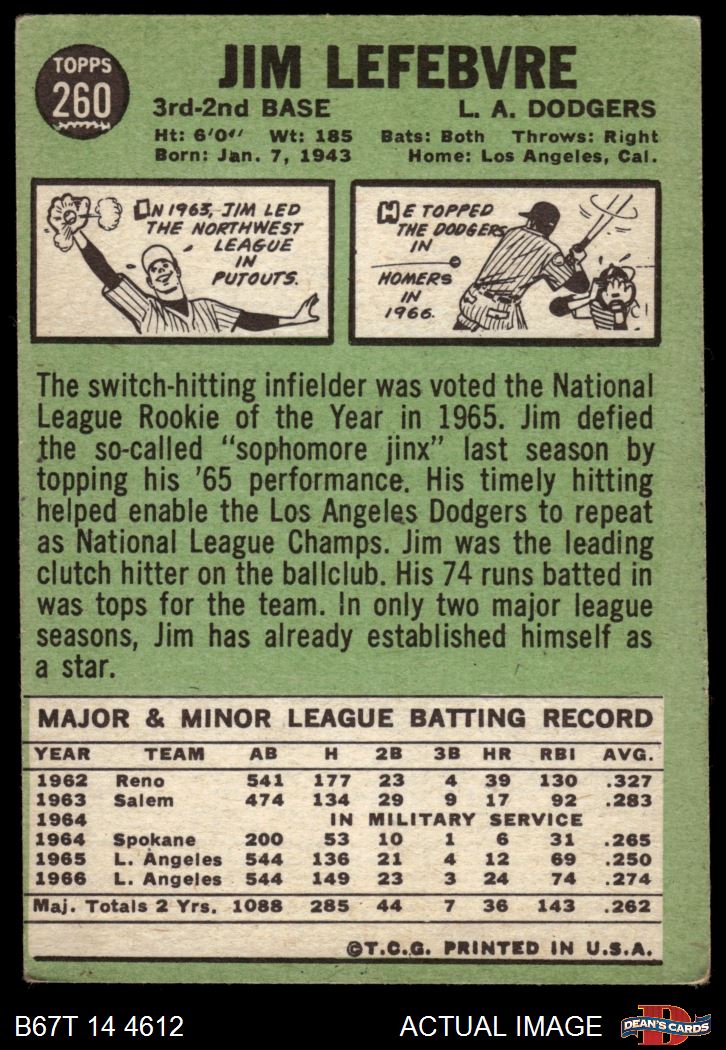 TOPPS
260
JIM LEFEBVRE
3rd-2nd BASE L. A. DODGERS
Ht: 6'0" Wt: 185 Bats: Both Throws: Right
Born: Jan. 7, 1943 Home: Los Angeles, Cal.
IN 1963, JIM LED
THE NORTHWEST
LEAGUE
IN
PUTOUTS.
HE TOPPED
THE DODGERS
IN
HOMERS
IN
1966.
The switch-hitting infielder was voted the National
League Rookie of the Year in 1965. Jim defied
the so-called "sophomore jinx" last season by
topping his '65 performance. His timely hitting
helped enable the Los Angeles Dodgers to repeat
as National League Champs. Jim was the leading
clutch hitter on the ballclub. His 74 runs batted in
was tops for the team. In only two major league
seasons, Jim has already established himself as
a star.
MAJOR & MINOR LEAGUE BATTING RECORD
YEAR TEAM AB H 2B 3B HR RBI AVG.
1962 Reno 541 177 23 4 39 130 .327
1963 Salem 474 134 29 9 17 92 .283
1964 IN MILITARY SERVICE
1964 Spokane 200 53 10 1 6 31 .265
1965 L. Angeles 544 136 21 4 12 69 .250
1966 L. Angeles 544 149 23 3 24 74 .274
Maj. Totals 2 Yrs. 1088 285 44 7 36 143 .262
©T.C.G. PRINTED IN U.S.A.
B67T 14 4612 ACTUAL IMAGE
D
DEAN'S CARDS